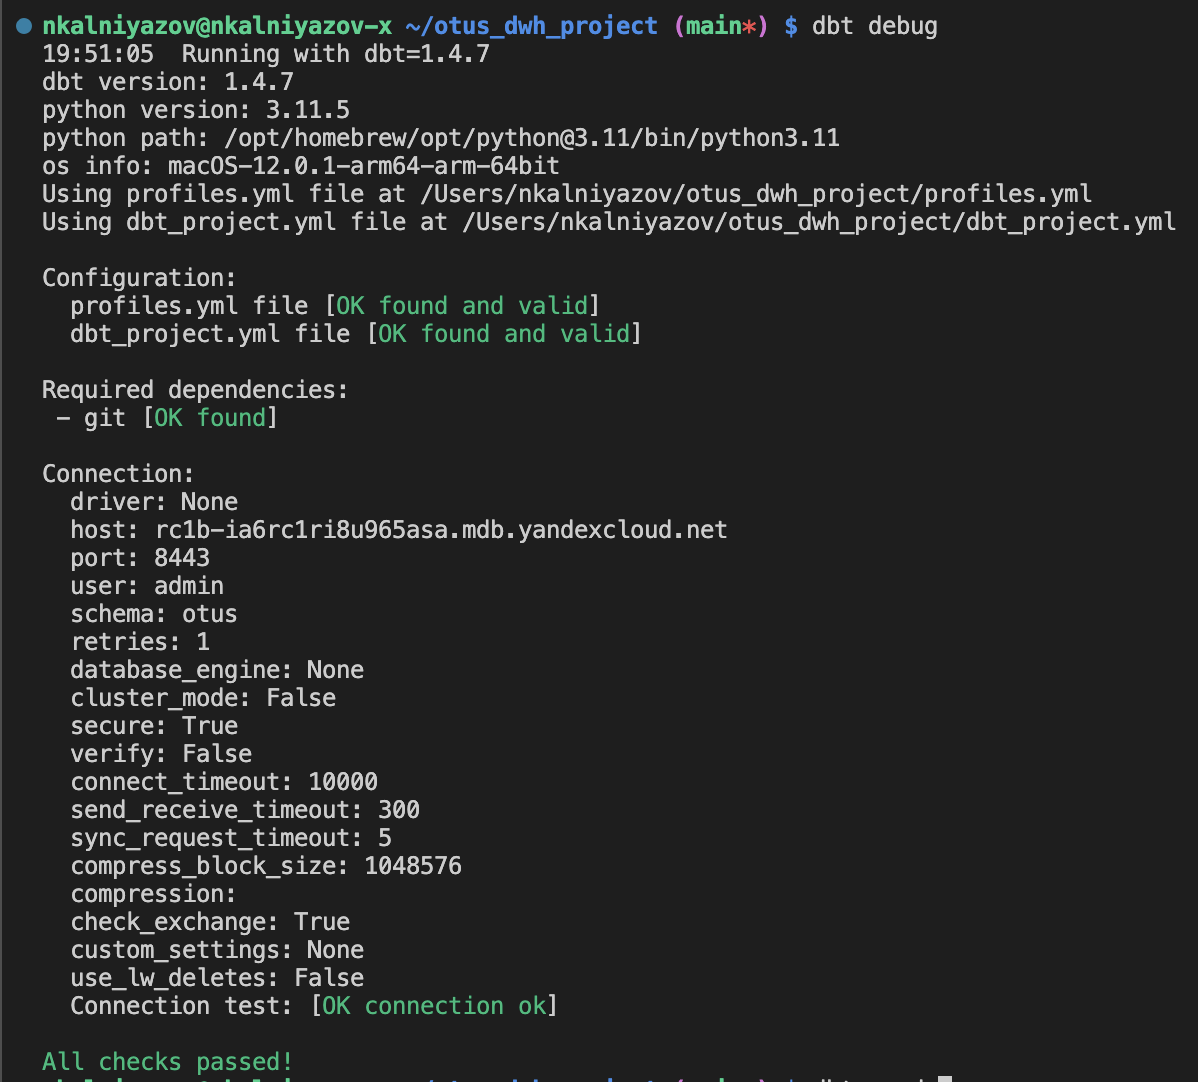 nkalniyazov@nkalniyazov-x ~/otus_dwh_project (main*) $ dbt debug
19:51:05  Running with dbt=1.4.7
dbt version: 1.4.7
python version: 3.11.5
python path: /opt/homebrew/opt/python@3.11/bin/python3.11
os info: macOS-12.0.1-arm64-arm-64bit
Using profiles.yml file at /Users/nkalniyazov/otus_dwh_project/profiles.yml
Using dbt_project.yml file at /Users/nkalniyazov/otus_dwh_project/dbt_project.yml
Configuration:
  profiles.yml file [OK found and valid]
  dbt_project.yml file [OK found and valid]
Required dependencies:
 - git [OK found]
Connection:
  driver: None
  host: rc1b-ia6rc1ri8u965asa.mdb.yandexcloud.net
  port: 8443
  user: admin
  schema: otus
  retries: 1
  database_engine: None
  cluster_mode: False
  secure: True
  verify: False
  connect_timeout: 10000
  send_receive_timeout: 300
  sync_request_timeout: 5
  compress_block_size: 1048576
  compression:
  check_exchange: True
  custom_settings: None
  use_lw_deletes: False
  Connection test: [OK connection ok]
All checks passed!